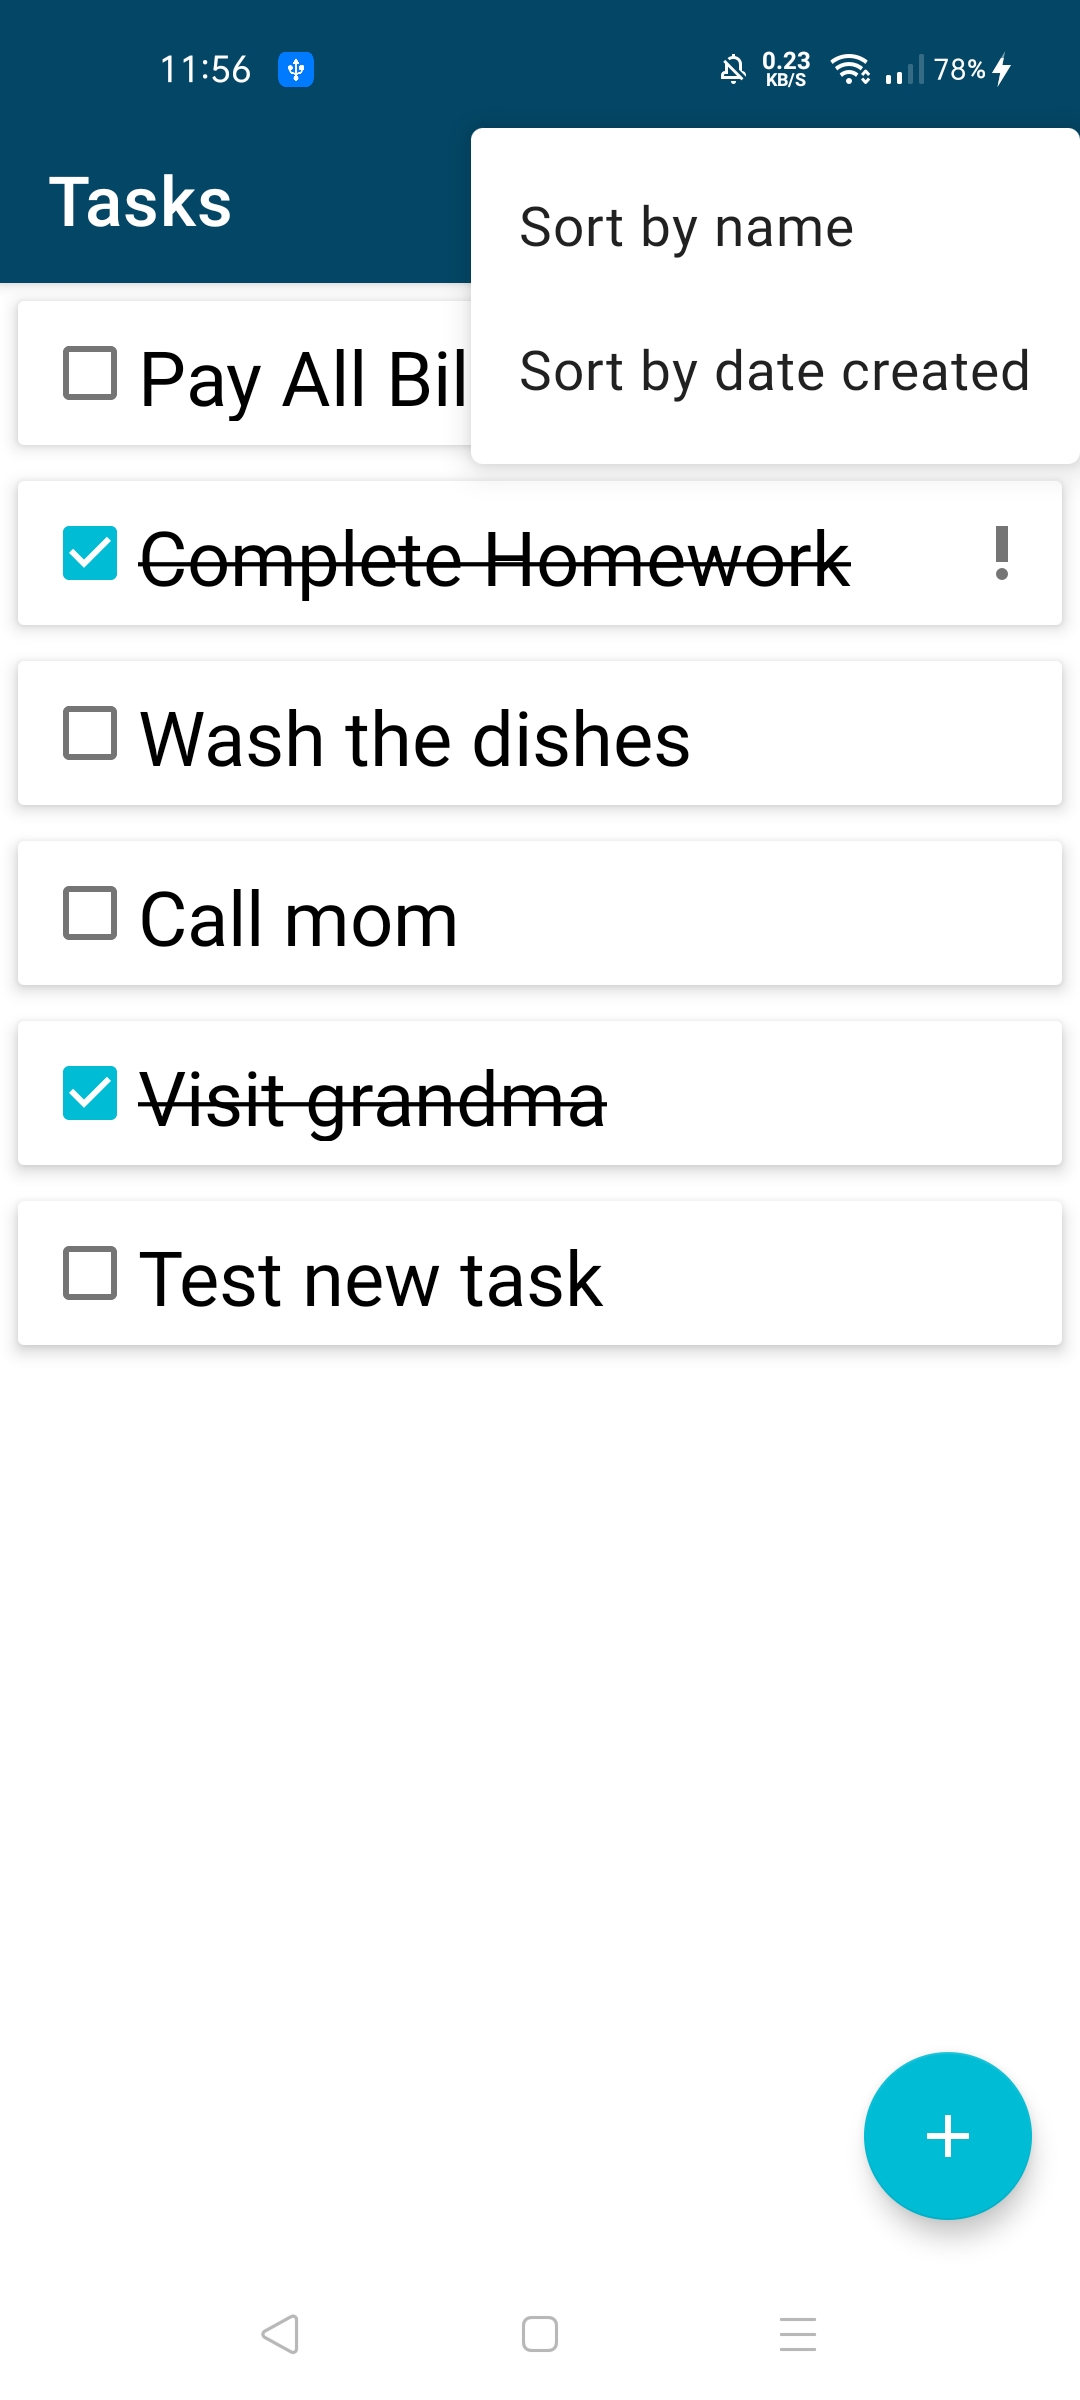 11:56
0.23
KB/S
78%
Tasks
Sort by name
Sort by date created
Pay All Bil
Complete Homework
Wash the dishes
Call mom
Visit grandma
Test new task